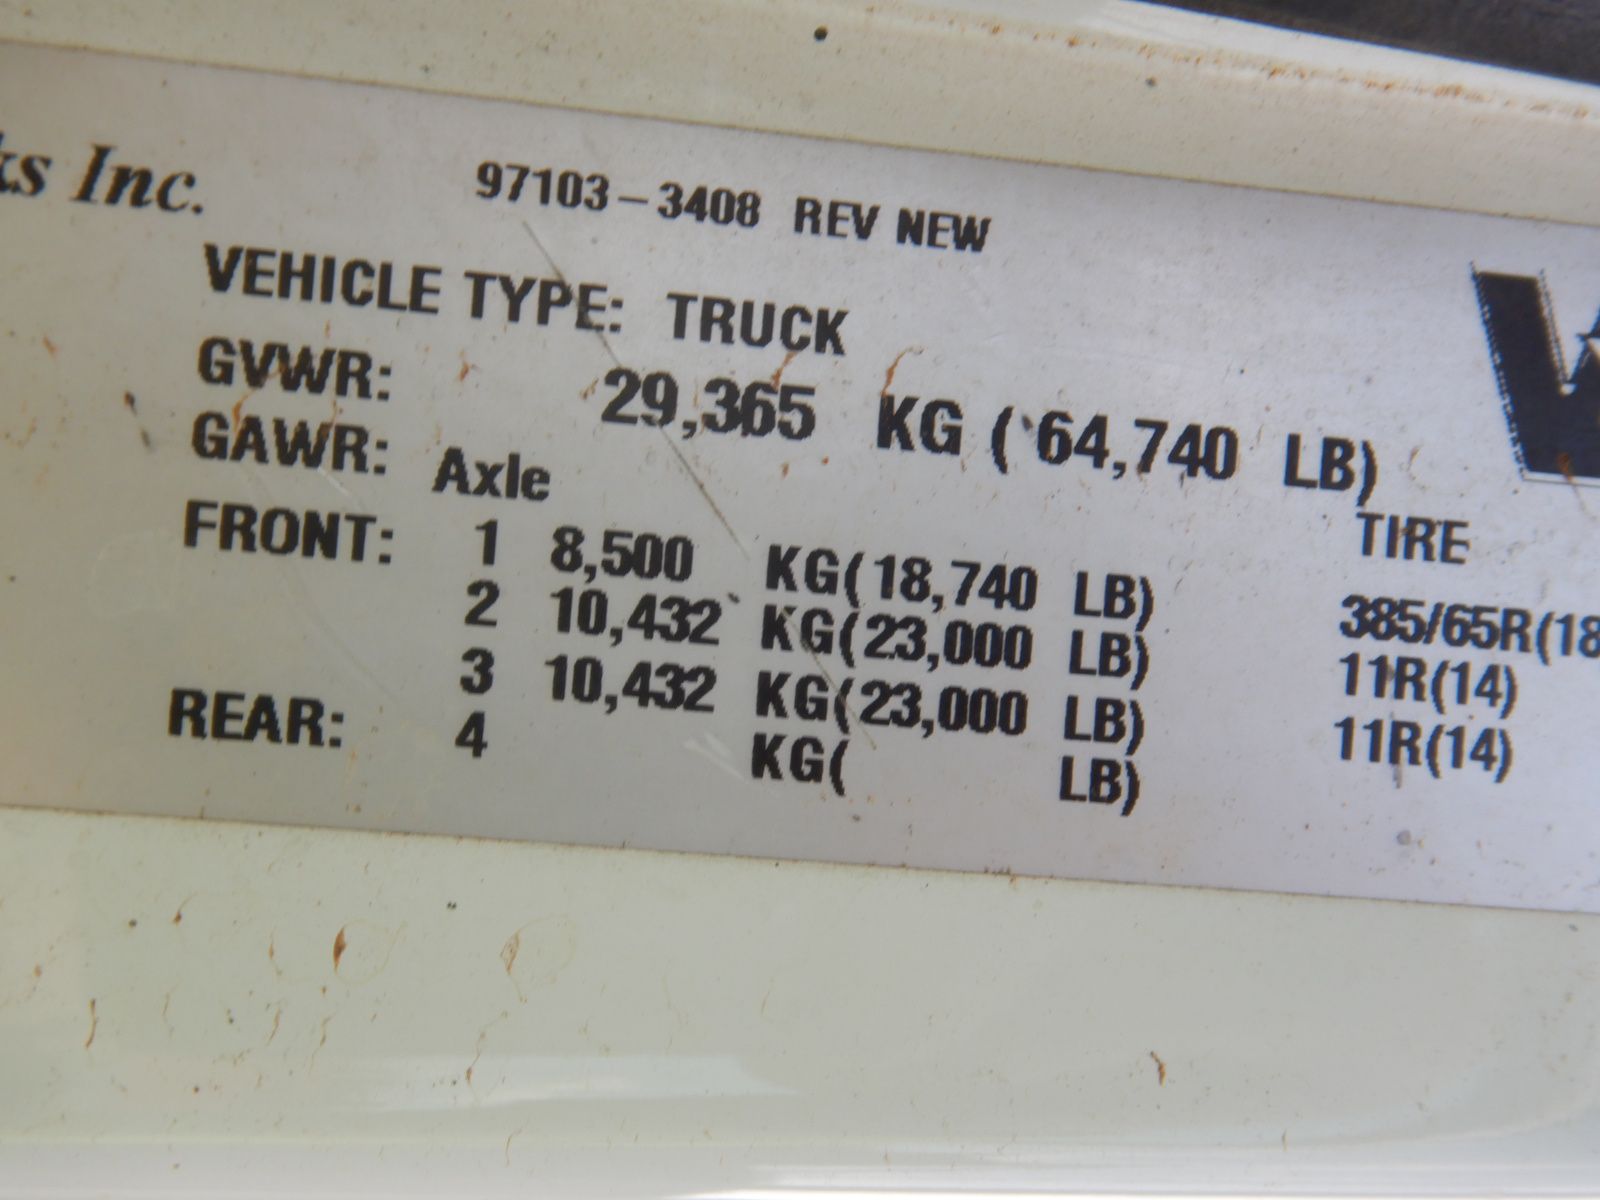 Inc.
97103-3408 REV NEW
VEHICLE TYPE: TRUCK
GVWR: 29,365 KG ( 64,740 LB)
GAWR: Axle TIRE
FRONT: 1 8,500 KG(18,740 LB) 385/65R(18
2 10,432 KG(23,000 LB) 11R(14)
3 10,432 KG(23,000 LB) 11R(14)
REAR: 4 KG( LB)